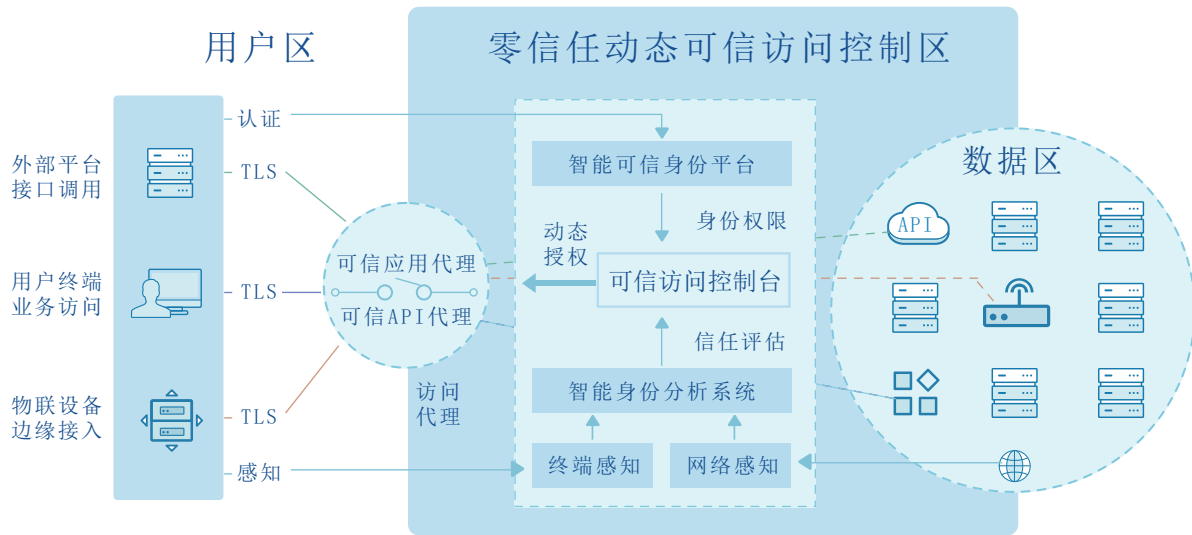 用户区
零信任动态可信访问控制区
认证
外部平台
接口调用
TLS
智能可信身份平台
数据区
身份权限
API
动态
授权
可信应用代理
用户终端
业务访问
TLS
可信访问控制台
可信API代理
信任评估
访问
代理
智能身份分析系统
物联设备
边缘接入
TLS
感知
终端感知
网络感知